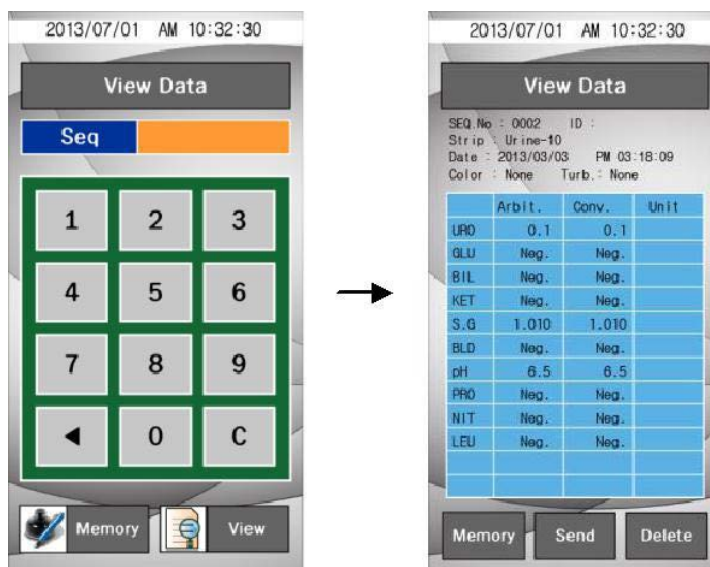 2013/07/01 AM 10:32:30
View Data
Seq
1 2 3
4 5 6
7 8 9
◀ 0 C
Memory View
2013/07/01 AM 10:32:30
View Data
SEQ.No : 0002 ID :
Strip : Urine-10
Date : 2013/03/03 PM 03:18:09
Color : None Turb.: None
Arbit. Conv. Unit
URO 0.1 0.1
GLU Neg. Neg.
BIL Neg. Neg.
KET Neg. Neg.
S.G 1.010 1.010
BLD Neg. Neg.
pH 6.5 6.5
PRO Neg. Neg.
NIT Neg. Neg.
LEU Neg. Neg.
Memory Send Delete